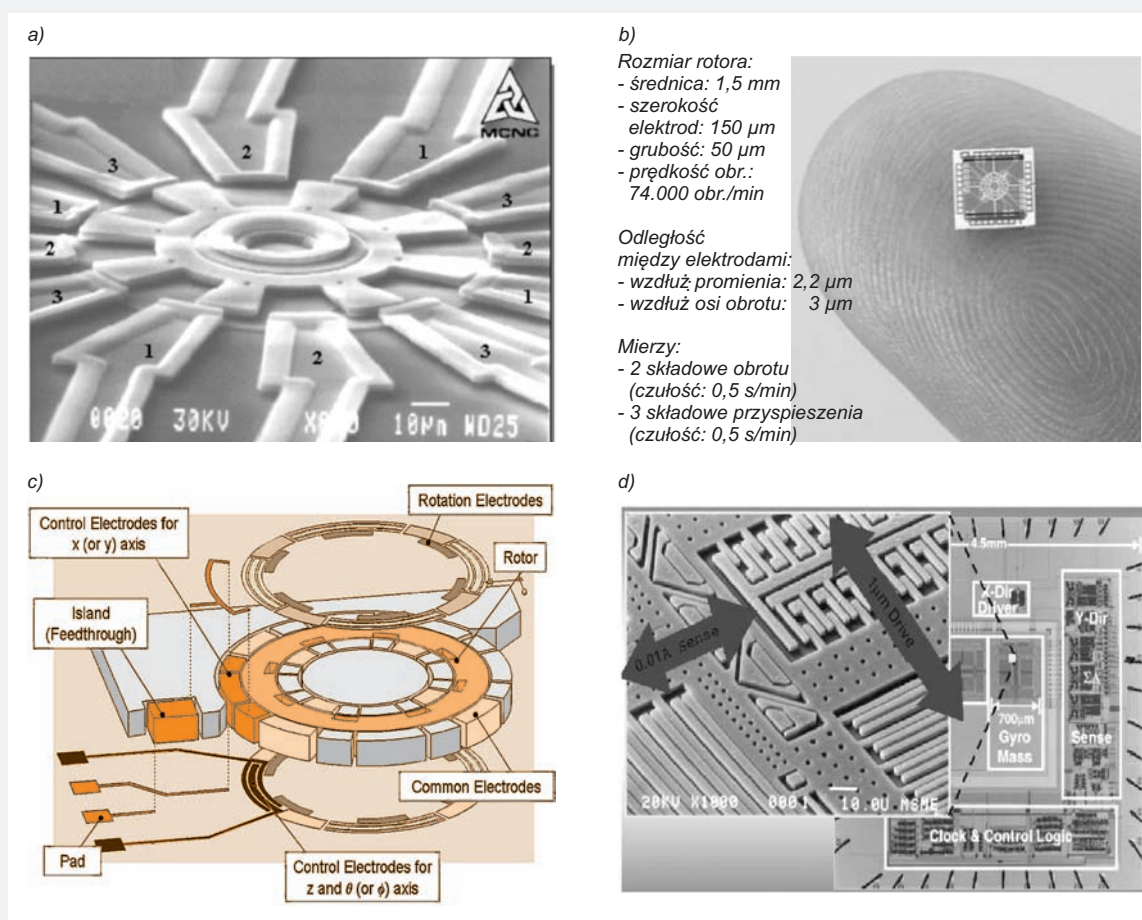 a)
MCNC
2
1
3
3
1
1
2
2
3
1
1
2
3
30KV
10µm WD25
b)
Rozmiar rotora:
- średnica: 1,5 mm
- szerokość
elektrod: 150 µm
- grubość: 50 µm
- prędkość obr.:
74.000 obr./min
Odległość
między elektrodami:
- wzdłuż promienia: 2,2 µm
- wzdłuż osi obrotu: 3 µm
Mierzy:
- 2 składowe obrotu
(czułość: 0,5 s/min)
- 3 składowe przyspieszenia
(czułość: 0,5 s/min)
c)
Rotation Electrodes
Control Electrodes for
x (or y) axis
Rotor
Island
(Feedthrough)
Common Electrodes
Pad
Control Electrodes for
z and θ (or ϕ) axis
d)
4.5mm
X-Dir
Driver
Y-Dir
1µm Drive
0.01Å Sense
ΣΔ
700µm
Gyro
Mass
Sense
20KV X1000 0001 10.0U MSME
Clock & Control Logic